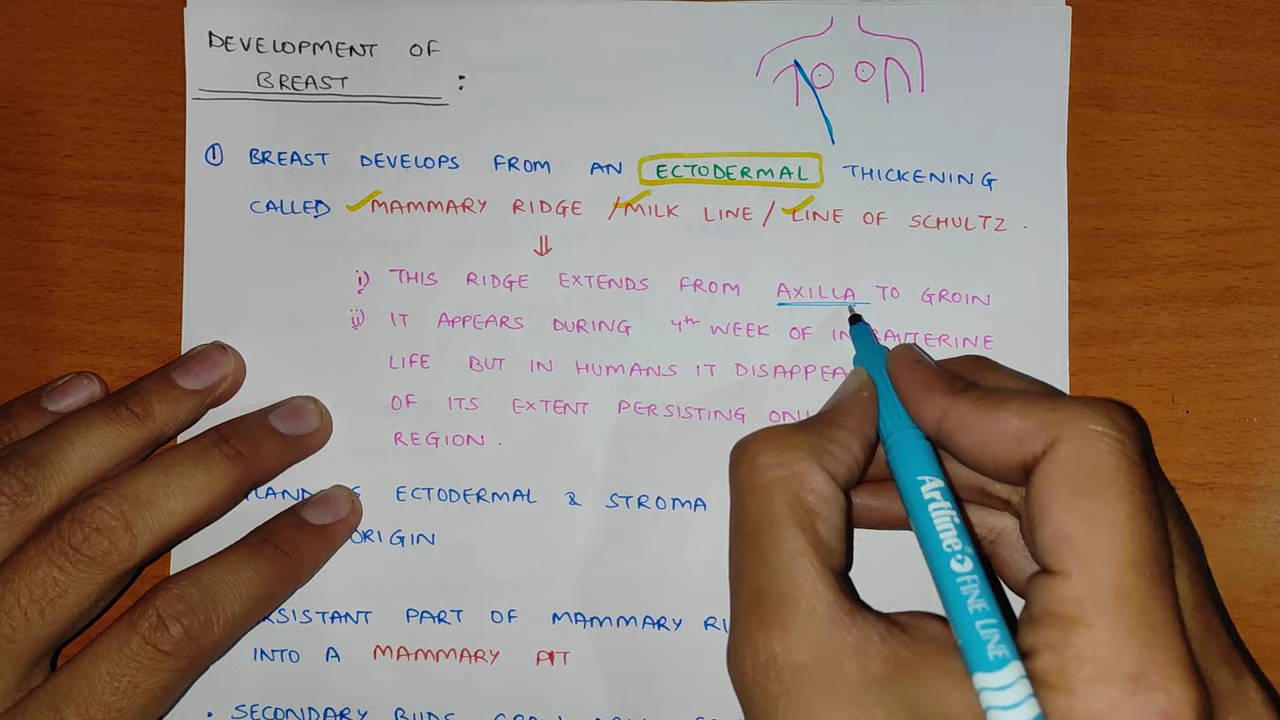 DEVELOPMENT OF
BREAST :
① BREAST DEVELOPS FROM AN ECTODERMAL THICKENING
CALLED MAMMARY RIDGE / MILK LINE / LINE OF SCHULTZ .
⇓
i) THIS RIDGE EXTENDS FROM AXILLA TO GROIN
ii) IT APPEARS DURING 4th WEEK OF INTRAUTERINE
LIFE BUT IN HUMANS IT DISAPPEA
OF ITS EXTENT PERSISTING
REGION .
ECTODERMAL & STROMA
ORIGIN
PART OF MAMMARY
INTO A MAMMARY PIT
• SECONDARY BUDS
Artline FINE LINE